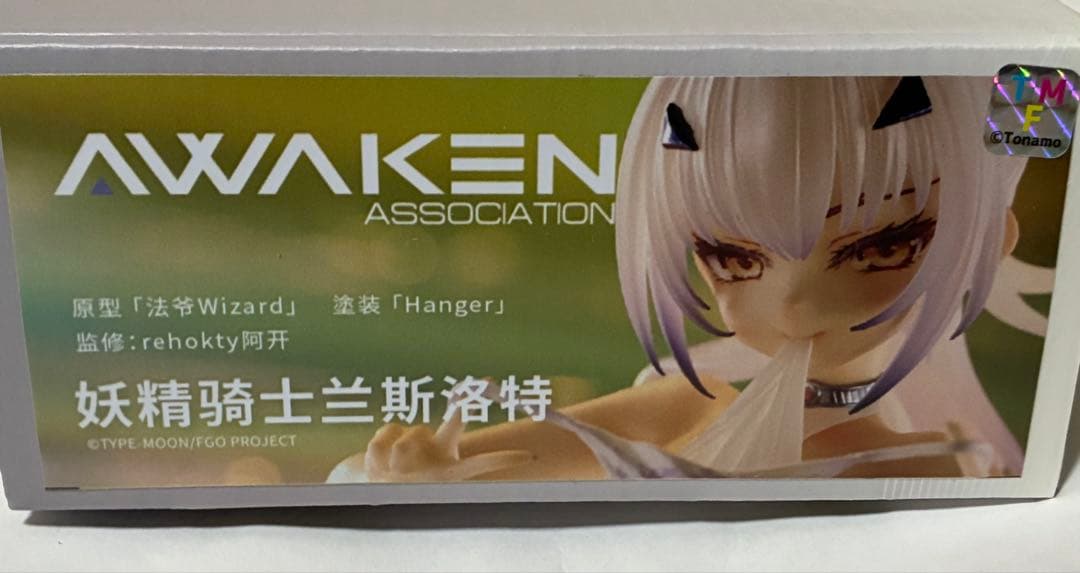 AWAKEN
ASSOCIATION
原型「法爷Wizard」 塗装「Hanger」
监修:rehokty阿开
妖精骑士兰斯洛特
©TYPE-MOON/FGO PROJECT
TMF
©Tonamo